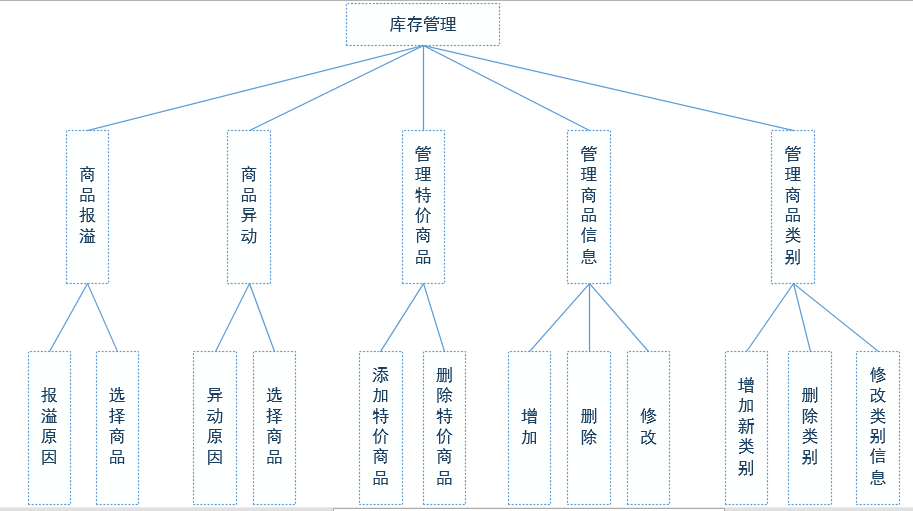 库存管理
商品报溢
商品异动
管理特价商品
管理商品信息
管理商品类别
报溢原因
选择商品
异动原因
选择商品
添加特价商品
删除特价商品
增加
删除
修改
增加新类别
删除类别
修改类别信息